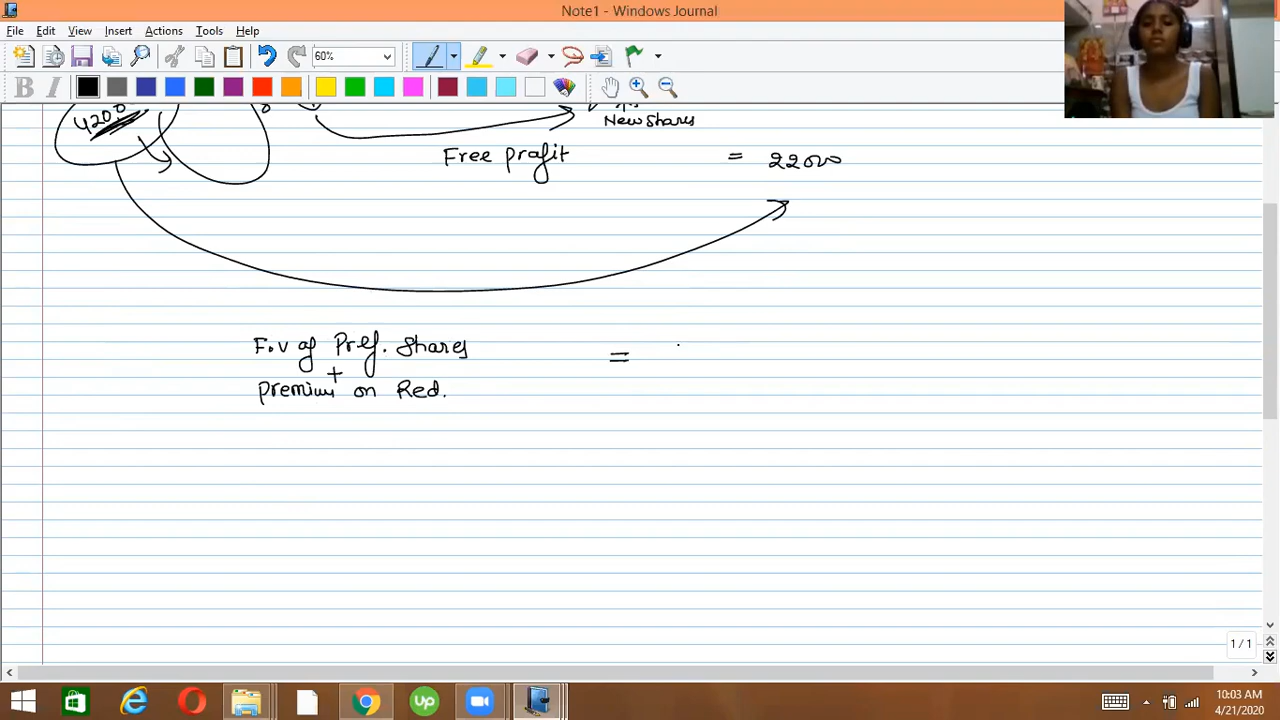 Note1 - Windows Journal
File Edit View Insert Actions Tools Help
60%
New Shares
Free profit = 22000
F.v of Pref. Shares =
+
premium on Red.
1 / 1
Up
10:03 AM
4/21/2020